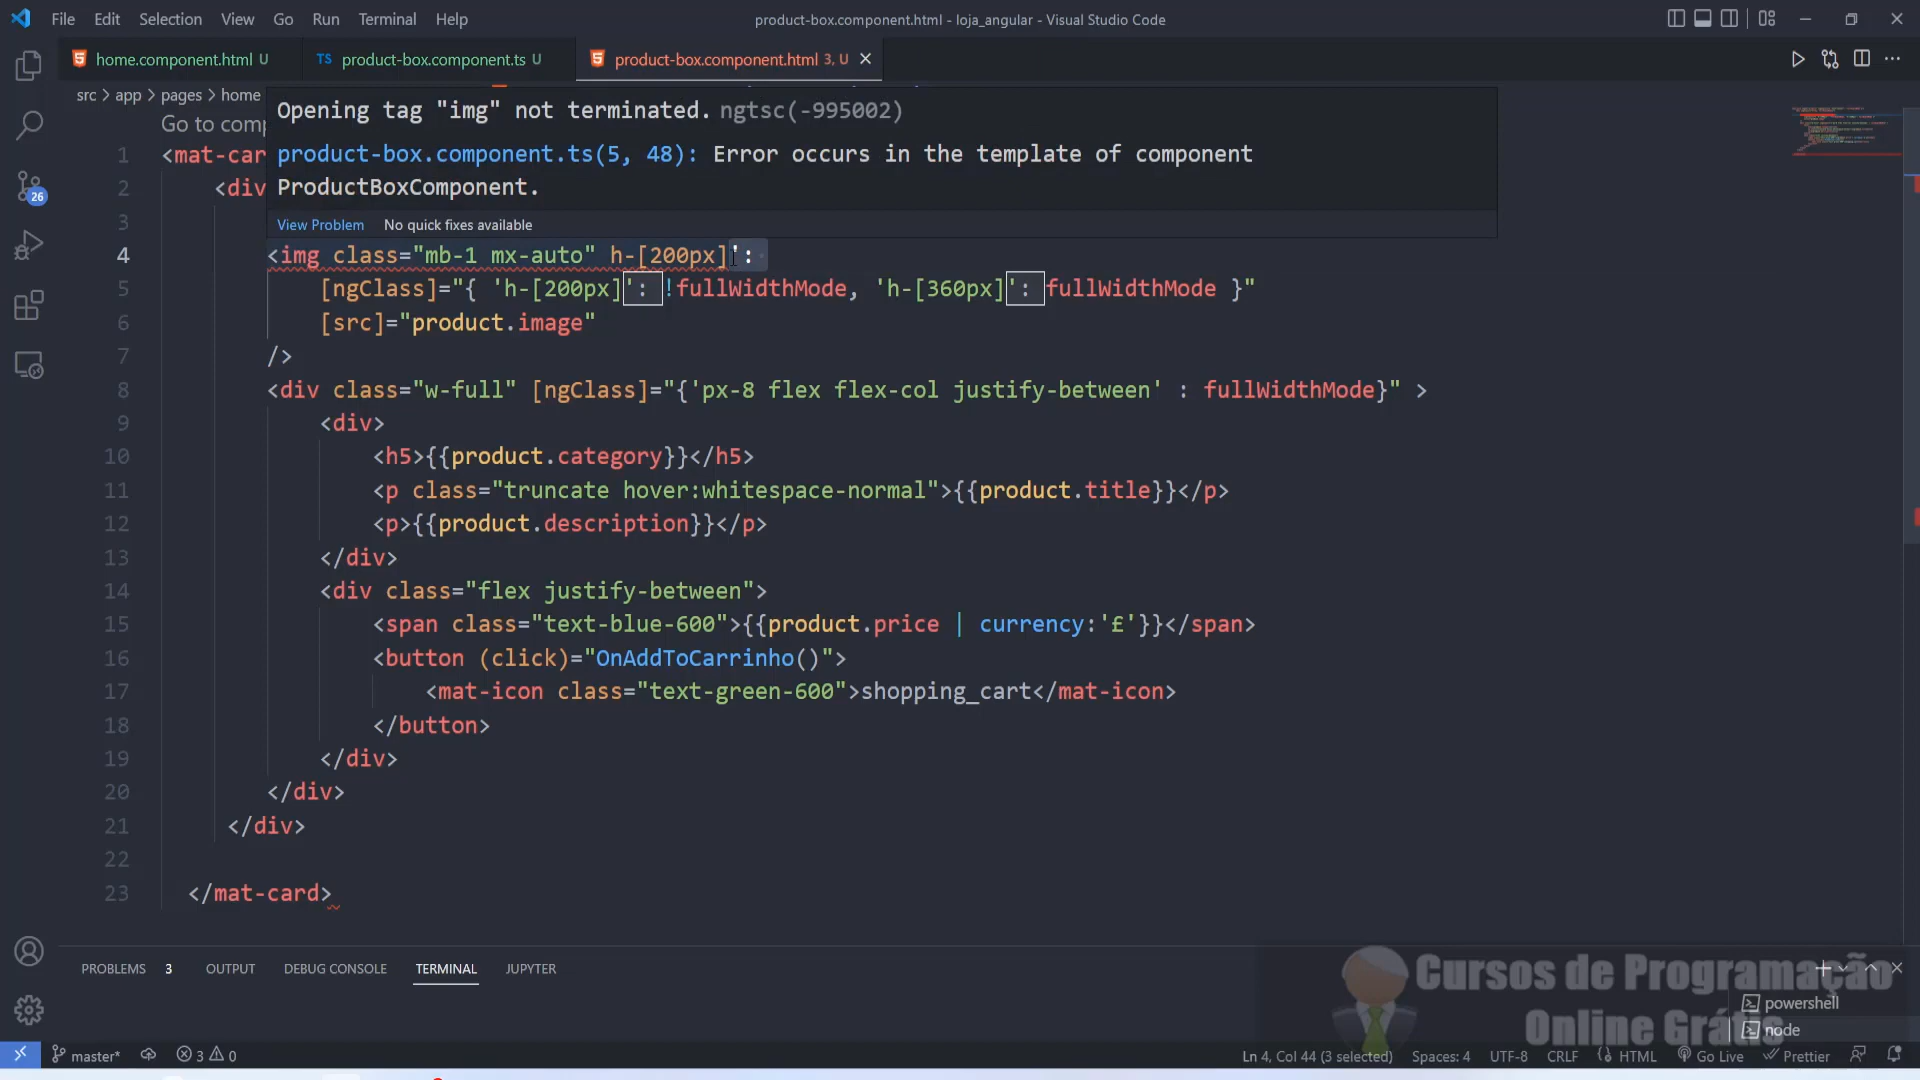 File Edit Selection View Go Run Terminal Help
product-box.component.html - loja_angular - Visual Studio Code
home.component.html U
TS product-box.component.ts U
product-box.component.html 3, U
src > app > pages > home
Opening tag "img" not terminated. ngtsc(-995002)
product-box.component.ts(5, 48): Error occurs in the template of component
ProductBoxComponent.
View Problem No quick fixes available
Go to comp
1 <mat-car
2 <div
3
4 <img class="mb-1 mx-auto" h-[200px]':
5 [ngClass]="{ 'h-[200px]': !fullWidthMode, 'h-[360px]': fullWidthMode }"
6 [src]="product.image"
7 />
8 <div class="w-full" [ngClass]="{'px-8 flex flex-col justify-between' : fullWidthMode}" >
9 <div>
10 <h5>{{product.category}}</h5>
11 <p class="truncate hover:whitespace-normal">{{product.title}}</p>
12 <p>{{product.description}}</p>
13 </div>
14 <div class="flex justify-between">
15 <span class="text-blue-600">{{product.price | currency:'£'}}</span>
16 <button (click)="OnAddToCarrinho()">
17 <mat-icon class="text-green-600">shopping_cart</mat-icon>
18 </button>
19 </div>
20 </div>
21 </div>
22
23 </mat-card>
26
PROBLEMS 3 OUTPUT DEBUG CONSOLE TERMINAL JUPYTER
Cursos de Programação
Online Grátis
powershell
node
master* 3 0
Ln 4, Col 44 (3 selected) Spaces: 4 UTF-8 CRLF HTML Go Live Prettier